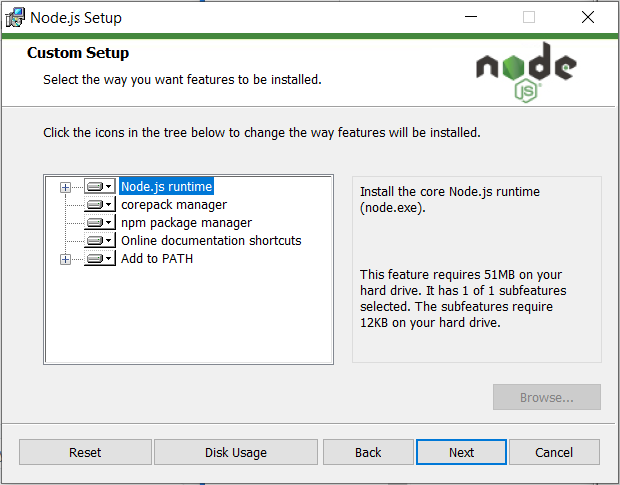 Node.js Setup
Custom Setup
Select the way you want features to be installed.
node
JS
Click the icons in the tree below to change the way features will be installed.
Node.js runtime
corepack manager
npm package manager
Online documentation shortcuts
Add to PATH
Install the core Node.js runtime
(node.exe).
This feature requires 51MB on your
hard drive. It has 1 of 1 subfeatures
selected. The subfeatures require
12KB on your hard drive.
Browse...
Reset
Disk Usage
Back
Next
Cancel